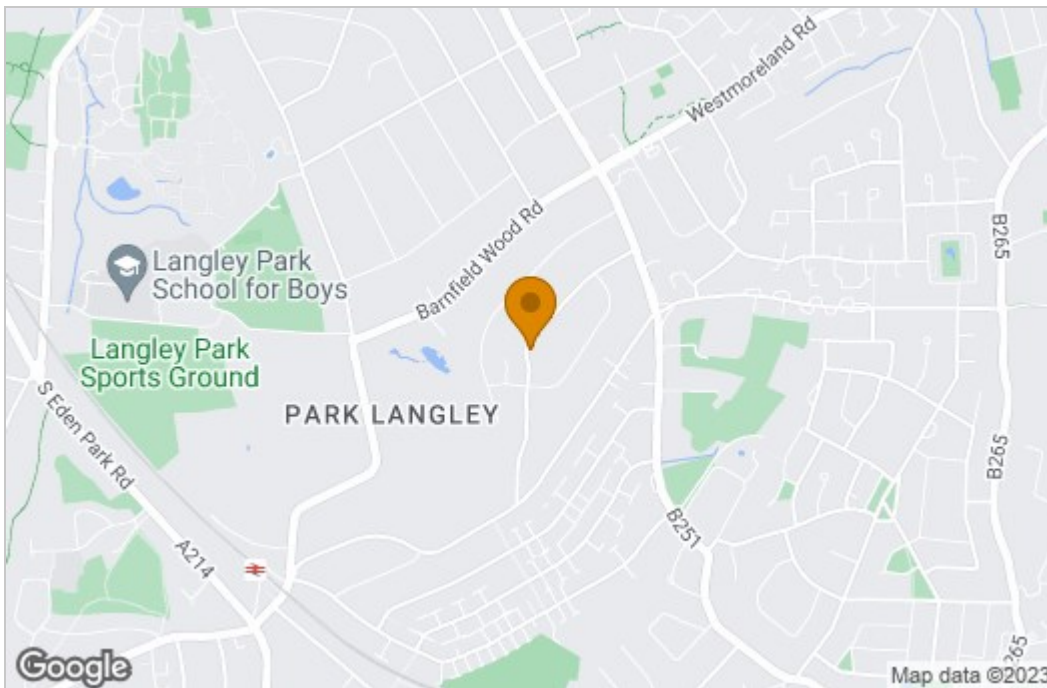 Westmoreland Rd
B265
Langley Park
School for Boys
Barnfield Wood Rd
Langley Park
Sports Ground
PARK LANGLEY
S Eden Park Rd
B265
B251
A214
B265
Google
Map data ©2023